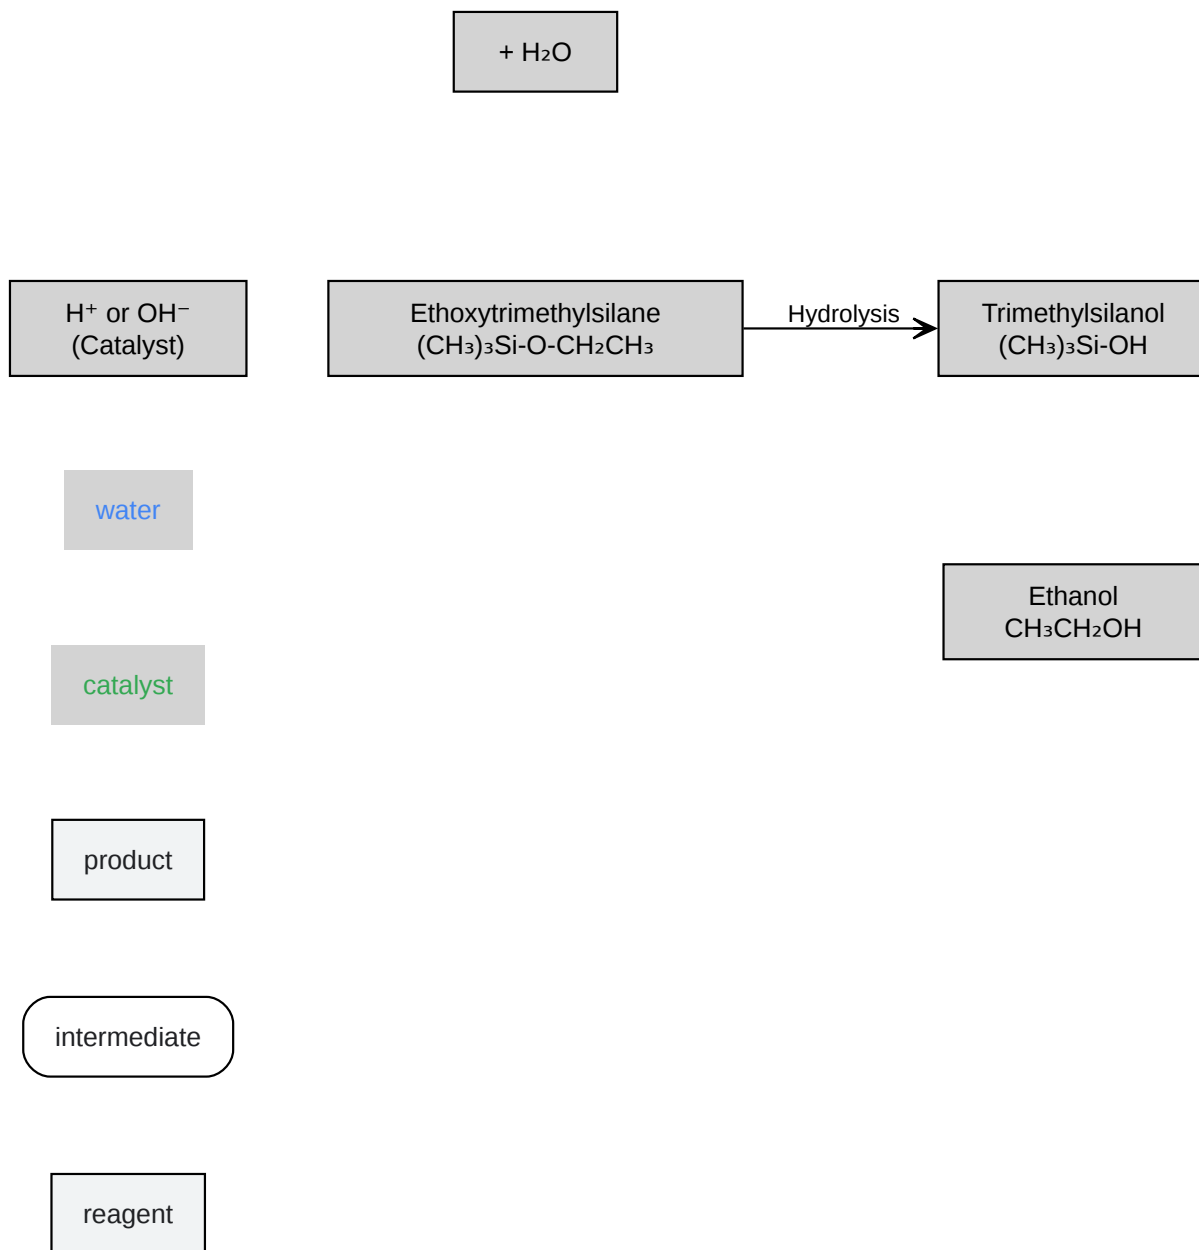 + H₂O
H⁺ or OH⁻
(Catalyst)
Ethoxytrimethylsilane
(CH₃)₃Si-O-CH₂CH₃
Hydrolysis
Trimethylsilanol
(CH₃)₃Si-OH
water
Ethanol
CH₃CH₂OH
catalyst
product
intermediate
reagent